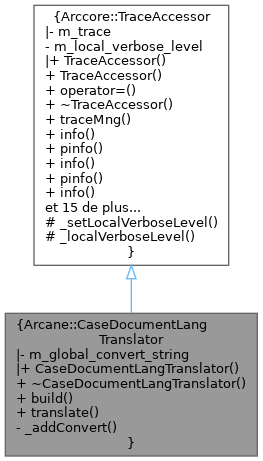 {Arccore::TraceAccessor
|- m_trace
- m_local_verbose_level
|+ TraceAccessor()
+ TraceAccessor()
+ operator=()
+ ~TraceAccessor()
+ traceMng()
+ info()
+ pinfo()
+ info()
+ pinfo()
+ info()
et 15 de plus...
# _setLocalVerboseLevel()
# _localVerboseLevel()
}
{Arcane::CaseDocumentLang
Translator
|- m_global_convert_string
|+ CaseDocumentLangTranslator()
+ ~CaseDocumentLangTranslator()
+ build()
+ translate()
- _addConvert()
}